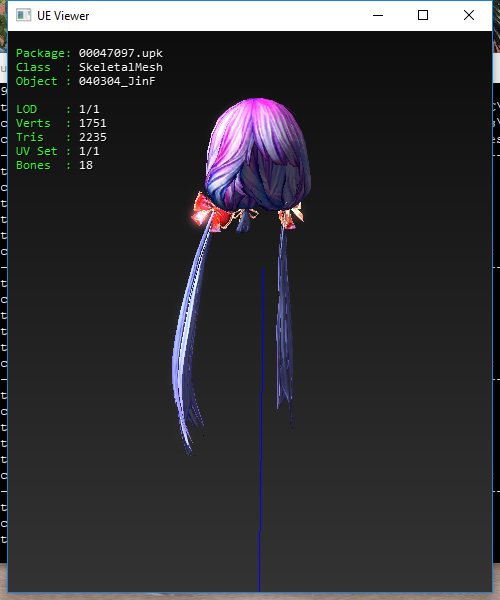 UE Viewer
Package: 00047097.upk
Class : SkeletalMesh
Object : 040304_JinF
LOD : 1/1
Verts : 1751
Tris : 2235
UV Set : 1/1
Bones : 18